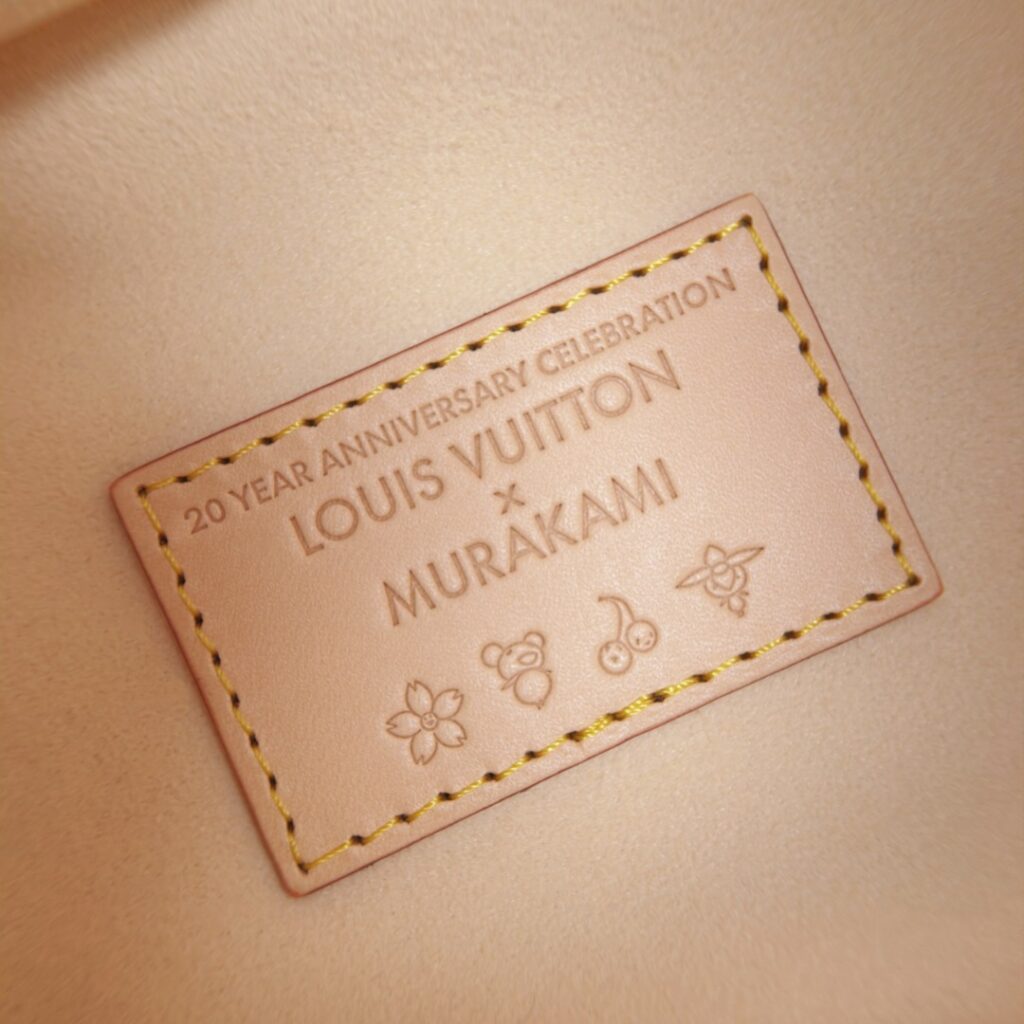 20 YEAR ANNIVERSARY CELEBRATION
LOUIS VUITTON
×
MURAKAMI